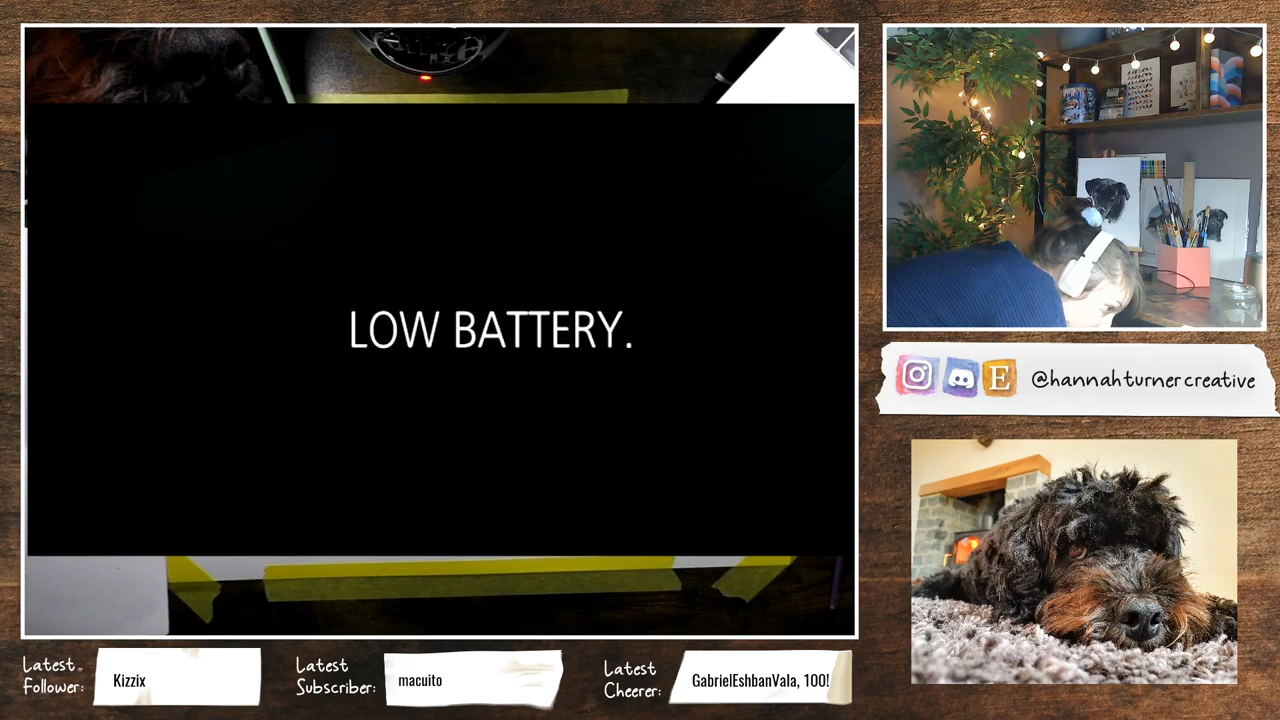 LOW BATTERY.
E @hannahturnercreative
Latest
Follower:
Kizzix
Latest
Subscriber:
macuito
Latest
Cheerer:
GabrielEshbanVala, 100!